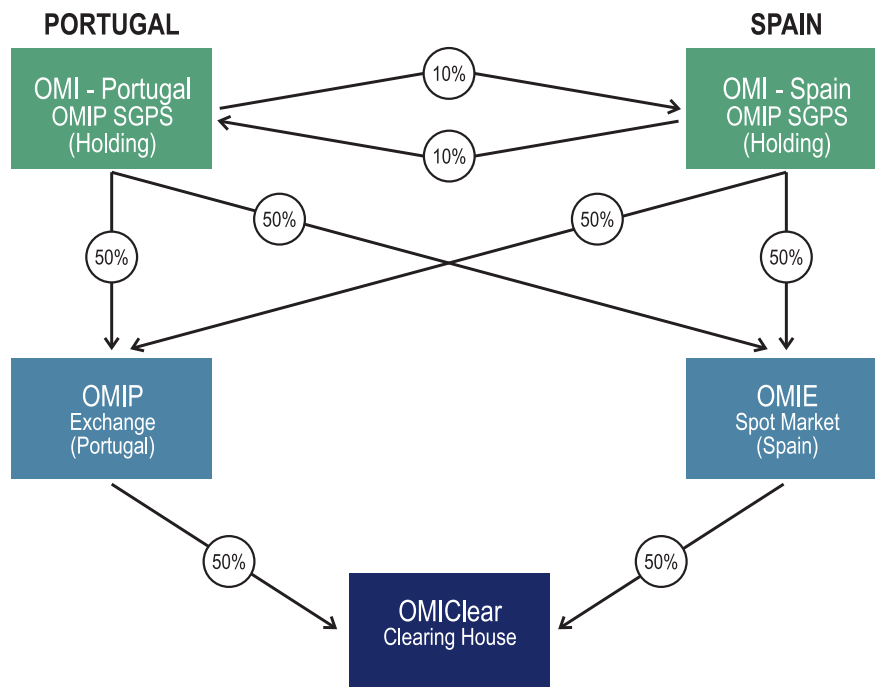 PORTUGAL
SPAIN
OMI - Portugal
OMIP SGPS
(Holding)
10%
10%
OMI - Spain
OMIP SGPS
(Holding)
50%
50%
50%
50%
OMIP
Exchange
(Portugal)
OMIE
Spot Market
(Spain)
50%
50%
OMIClear
Clearing House